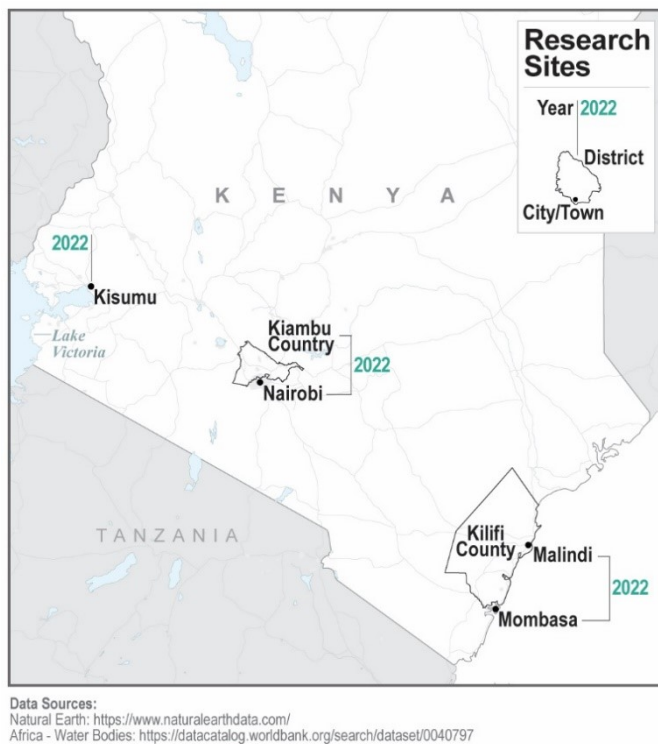 Research
Sites
Year 2022
District
City/Town
K E N Y A
2022
Kisumu
Lake
Victoria
Kiambu
Country
2022
Nairobi
TANZANIA
Kilifi
County
Malindi
2022
Mombasa
Data Sources:
Natural Earth: https://www.naturalearthdata.com/
Africa - Water Bodies: https://datacatalog.worldbank.org/search/dataset/0040797